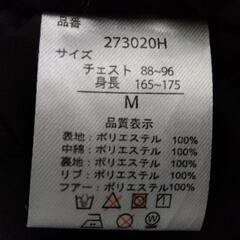 品番
273020H
サイズ
チェスト 88~96
身長 165~175
M
品質表示
表地：ポリエステル 100%
中綿：ポリエステル 100%
裏地：ポリエステル 100%
リブ：ポリエステル 100%
ファー：ポリエステル 100%